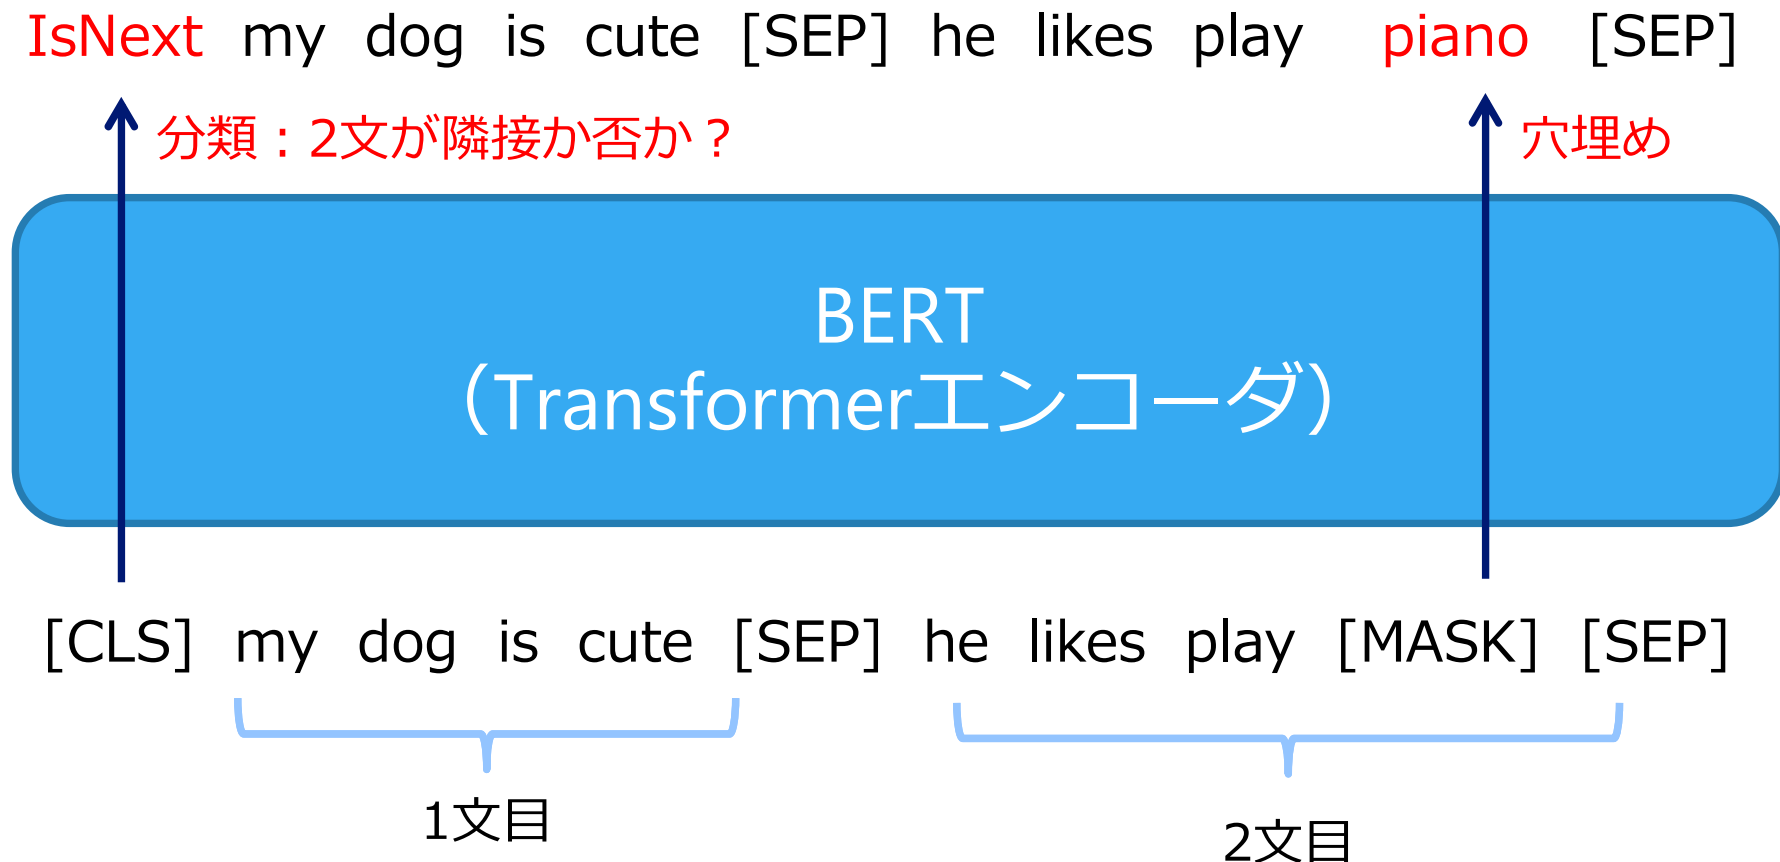 IsNext my dog is cute [SEP] he likes play piano [SEP]
分類：2文が隣接か否か？
穴埋め
BERT
（Transformerエンコーダ）
[CLS] my dog is cute [SEP] he likes play [MASK] [SEP]
1文目
2文目